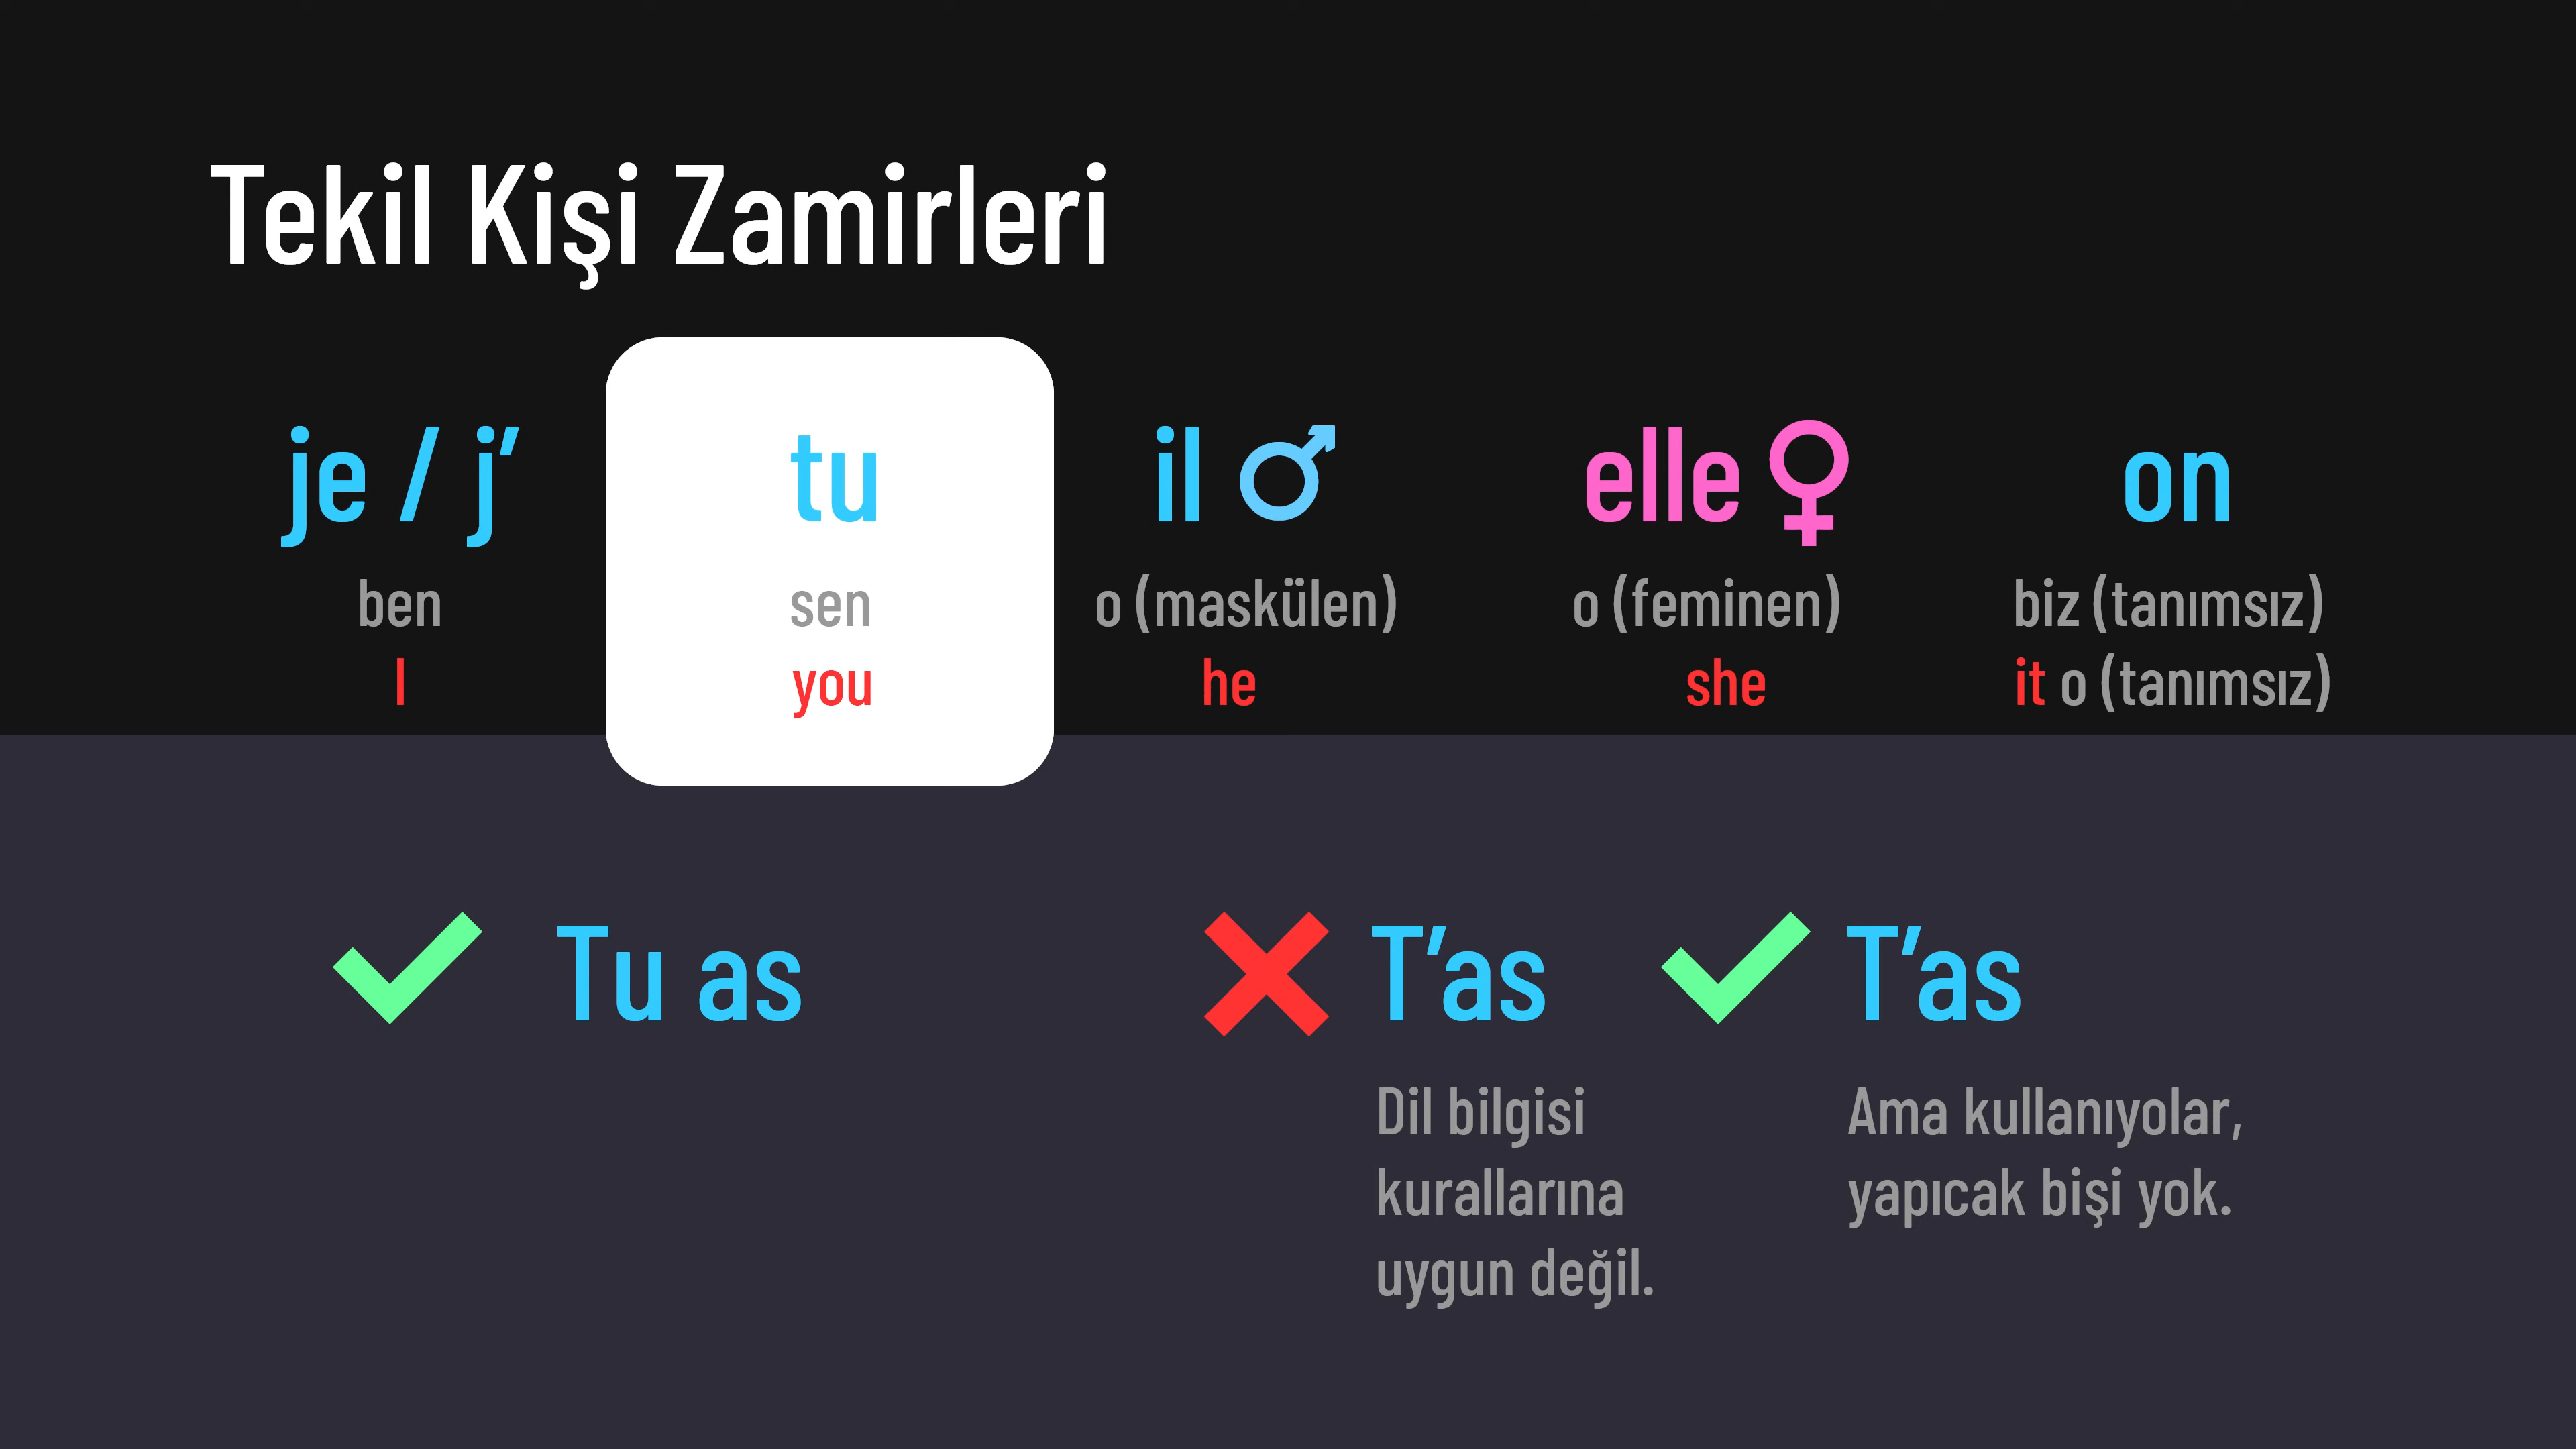 Tekil Kişi Zamirleri
je / j’ tu il ♂ elle ♀ on
ben sen o (maskülen) o (feminen) biz (tanımsız)
I you he she it o (tanımsız)
Tu as T’as T’as
Dil bilgisi Ama kullanıyolar,
kurallarına yapıcak bişi yok.
uygun değil.